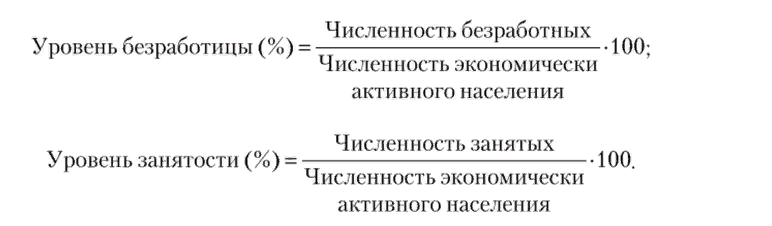 Численность безработных
Уровень безработицы (%) = ·100;
Численность экономически
активного населения
Численность занятых
Уровень занятости (%) = ·100.
Численность экономически
активного населения